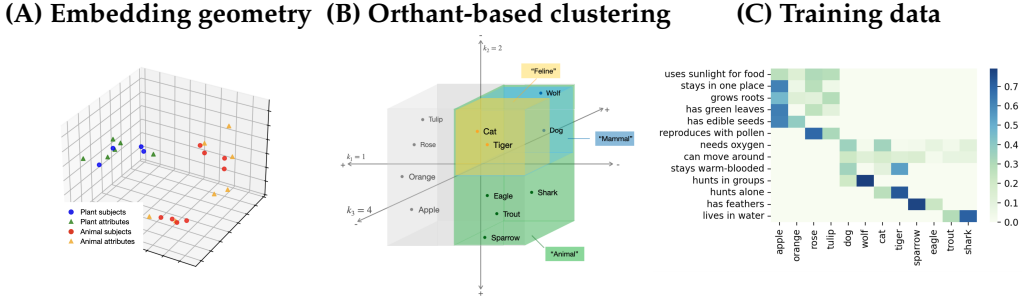 (A) Embedding geometry
(B) Orthant-based clustering
(C) Training data
Plant subjects
Plant attributes
Animal subjects
Animal attributes
k₂ = 2
-
"Feline"
Wolf
+
Tulip
Cat
Dog
"Mammal"
Rose
Tiger
k₁ = 1
+
-
Orange
Eagle
Shark
k₃ = 4
-
Apple
Trout
Sparrow
"Animal"
+
uses sunlight for food
stays in one place
grows roots
has green leaves
has edible seeds
reproduces with pollen
needs oxygen
can move around
stays warm-blooded
hunts in groups
hunts alone
has feathers
lives in water
apple
orange
rose
tulip
dog
wolf
cat
tiger
sparrow
eagle
trout
shark
0.7
0.6
0.5
0.4
0.3
0.2
0.1
0.0